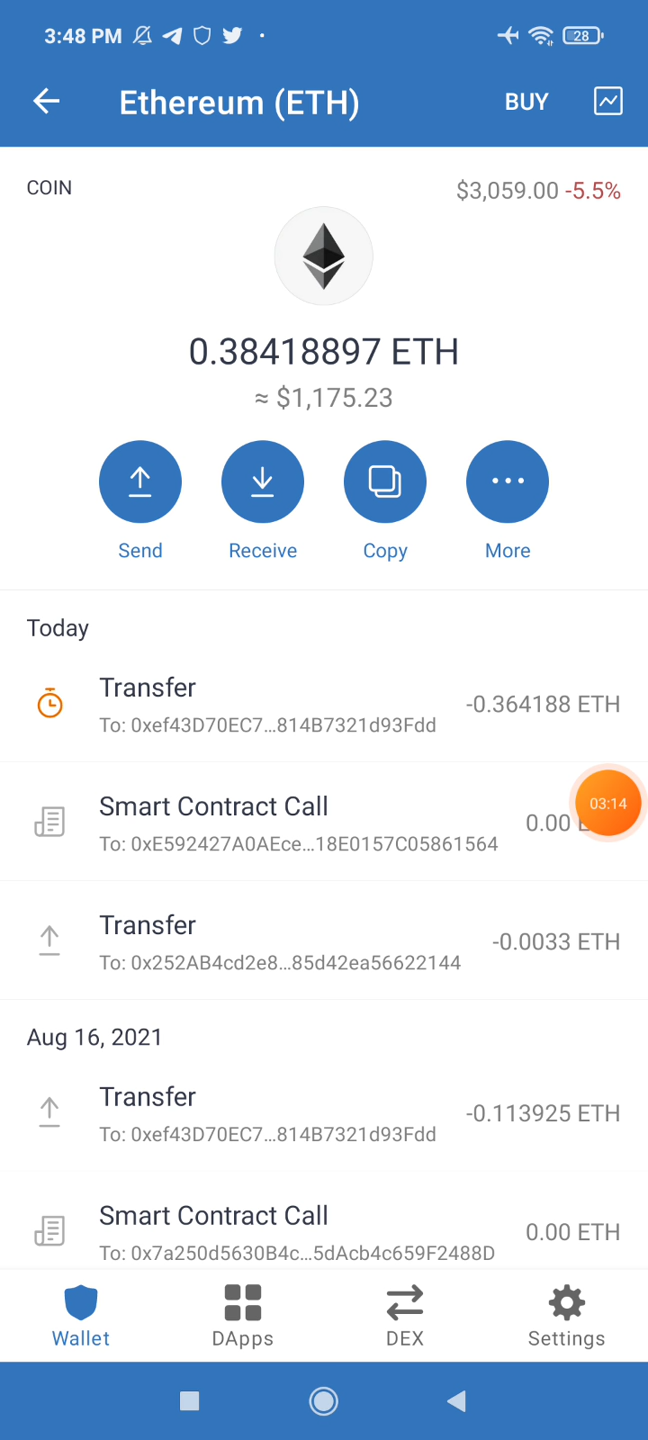 3:48 PM
28
Ethereum (ETH)
BUY
COIN
$3,059.00 -5.5%
0.38418897 ETH
≈ $1,175.23
Send
Receive
Copy
More
Today
Transfer
-0.364188 ETH
To: 0xef43D70EC7...814B7321d93Fdd
Smart Contract Call
0.00
03:14
To: 0xE592427A0AEce...18E0157C05861564
Transfer
-0.0033 ETH
To: 0x252AB4cd2e8...85d42ea56622144
Aug 16, 2021
Transfer
-0.113925 ETH
To: 0xef43D70EC7...814B7321d93Fdd
Smart Contract Call
0.00 ETH
To: 0x7a250d5630B4c...5dAcb4c659F2488D
Wallet
DApps
DEX
Settings